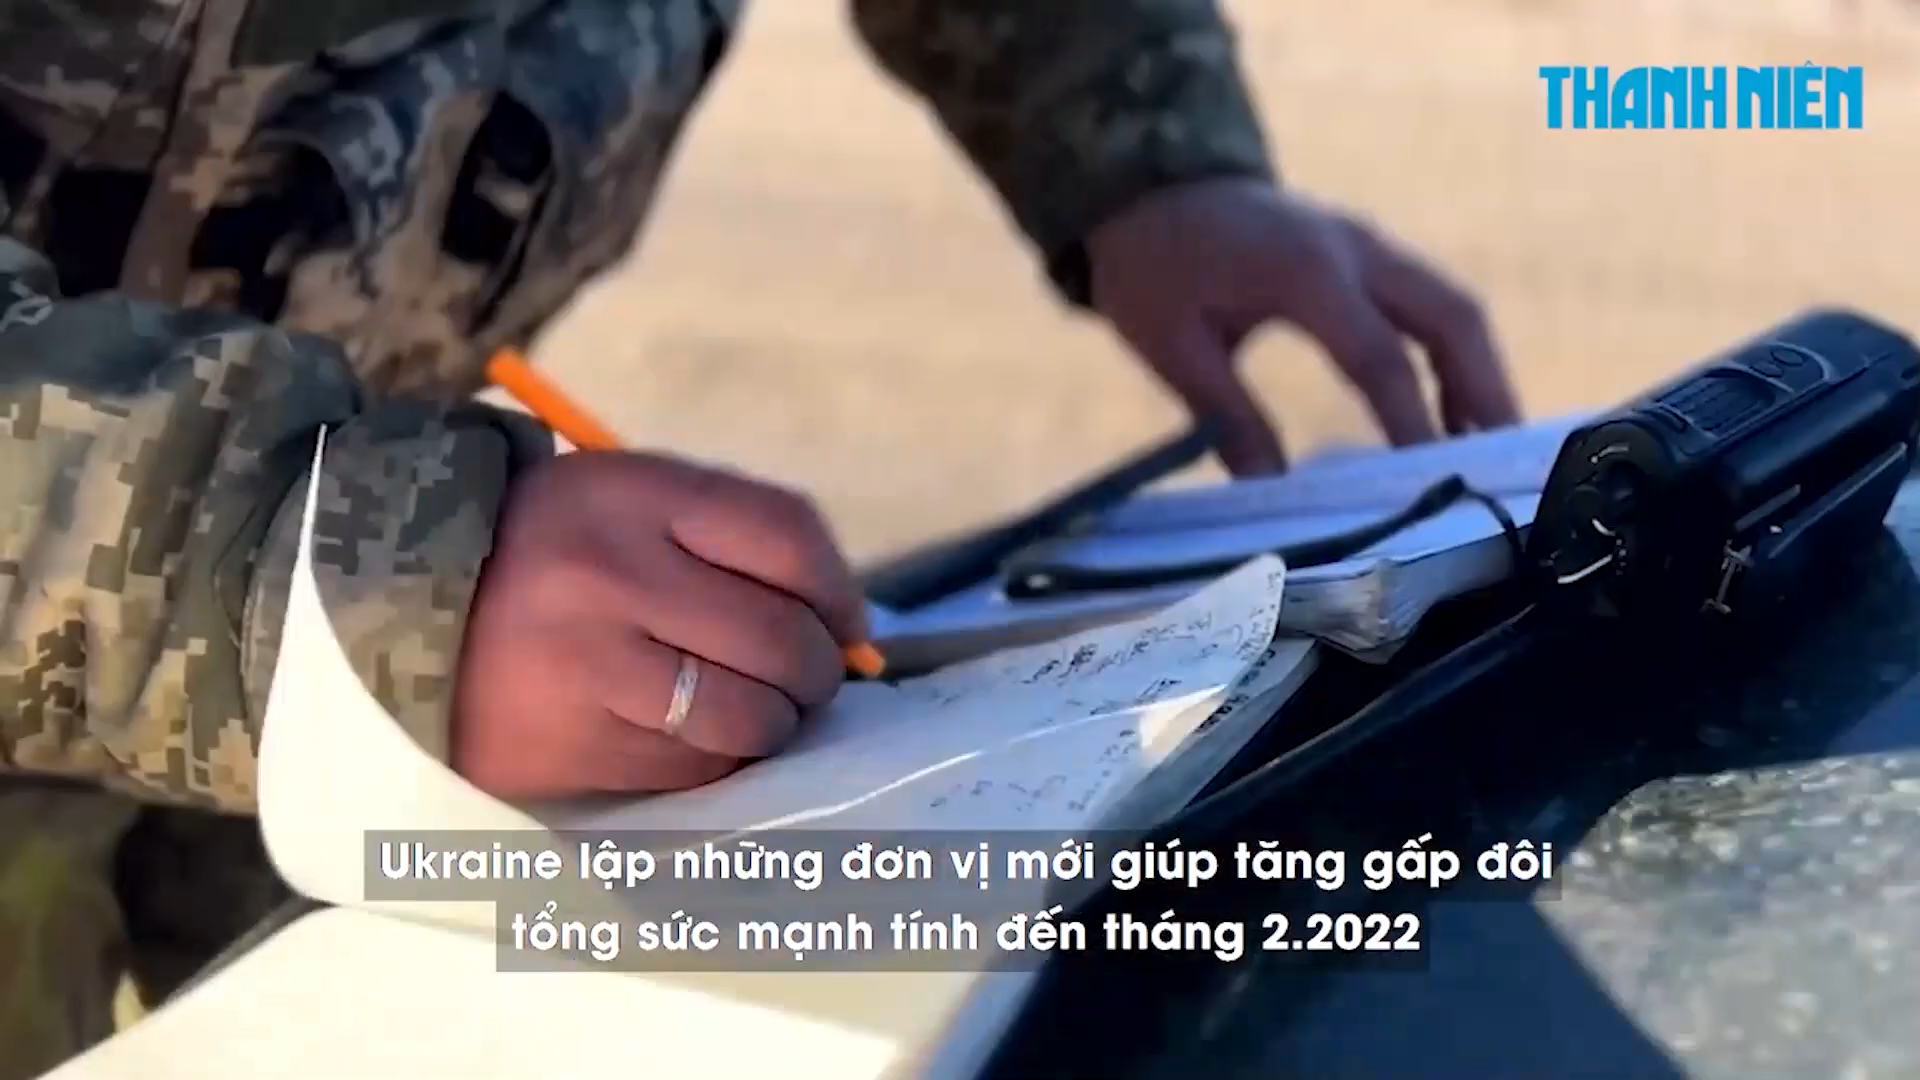 THANH NIÊN
Ukraine lập những đơn vị mới giúp tăng gấp đôi
tổng sức mạnh tính đến tháng 2.2022